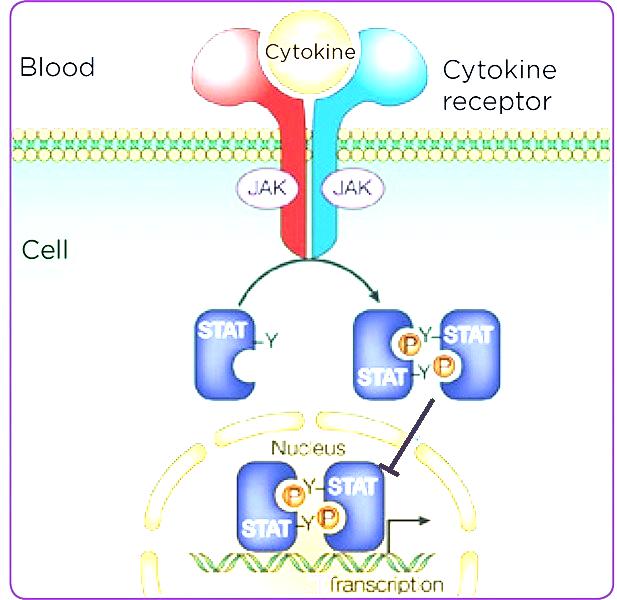 Cytokine
Blood
Cytokine
receptor
JAK
JAK
Cell
STAT
Y
P
Y
STAT
STAT
Y
P
Nucleus
P
Y
STAT
STAT
Y
P
Transcription